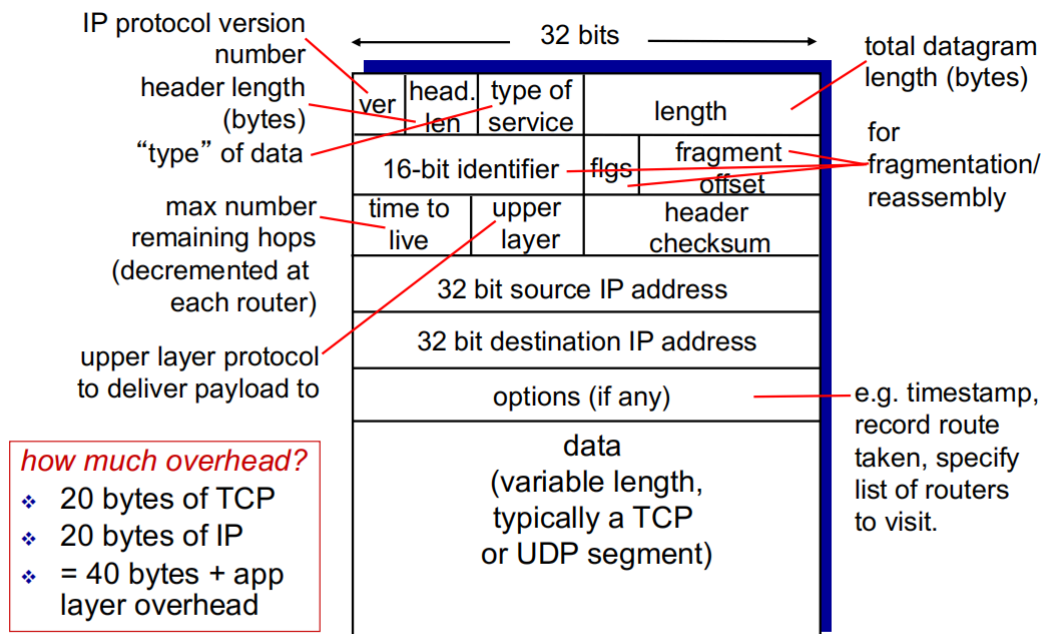 IP protocol version
number
header length
(bytes)
“type” of data
max number
remaining hops
(decremented at
each router)
upper layer protocol
to deliver payload to
how much overhead?
❖ 20 bytes of TCP
❖ 20 bytes of IP
❖ = 40 bytes + app
layer overhead
32 bits
ver
head.
len
type of
service
length
16-bit identifier
flgs
fragment
offset
time to
live
upper
layer
header
checksum
32 bit source IP address
32 bit destination IP address
options (if any)
data
(variable length,
typically a TCP
or UDP segment)
total datagram
length (bytes)
for
fragmentation/
reassembly
e.g. timestamp,
record route
taken, specify
list of routers
to visit.